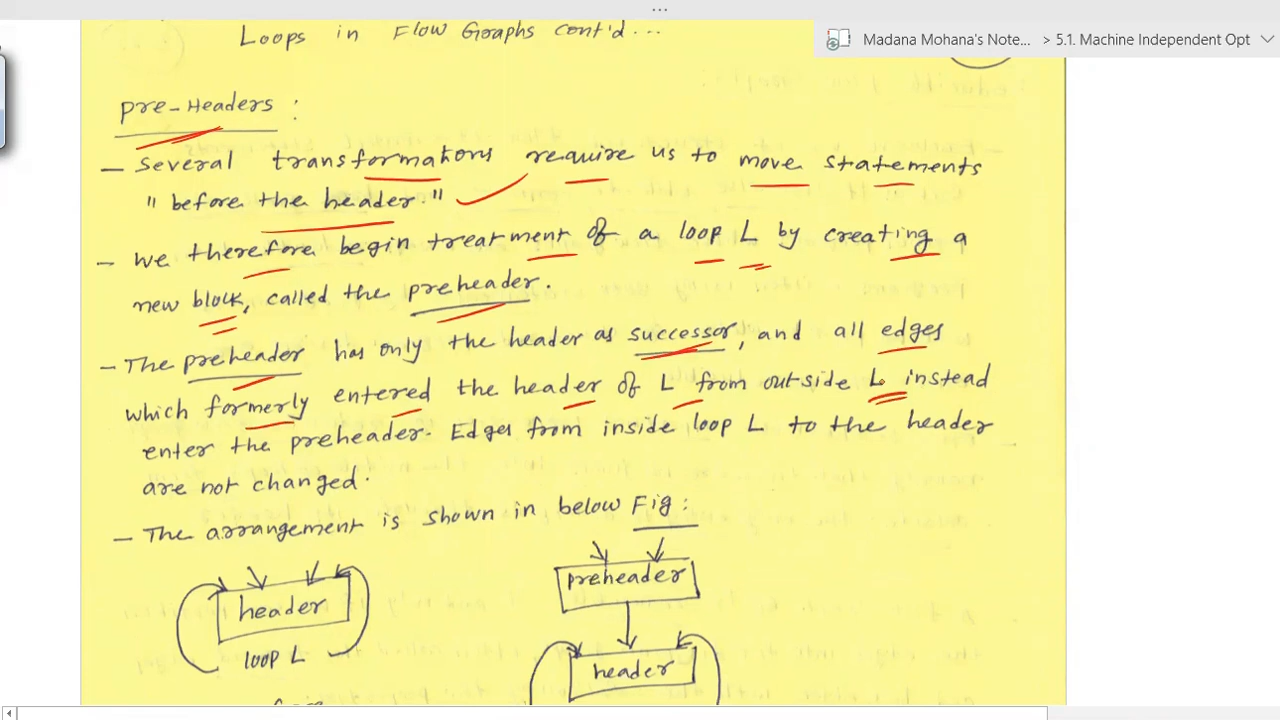 Loops in Flow Graphs cont'd...
Madana Mohana's Note... > 5.1. Machine Independent Opt
Pre-Headers :
- Several transformations require us to move statements
" before the header."
- We therefore begin treatment of a loop L by creating a
new block, called the preheader.
- The preheader has only the header as successor, and all edges
which formerly entered the header of L from outside L instead
enter the preheader. Edges from inside loop L to the header
are not changed.
- The arrangement is shown in below Fig:
header
loop L
preheader
header